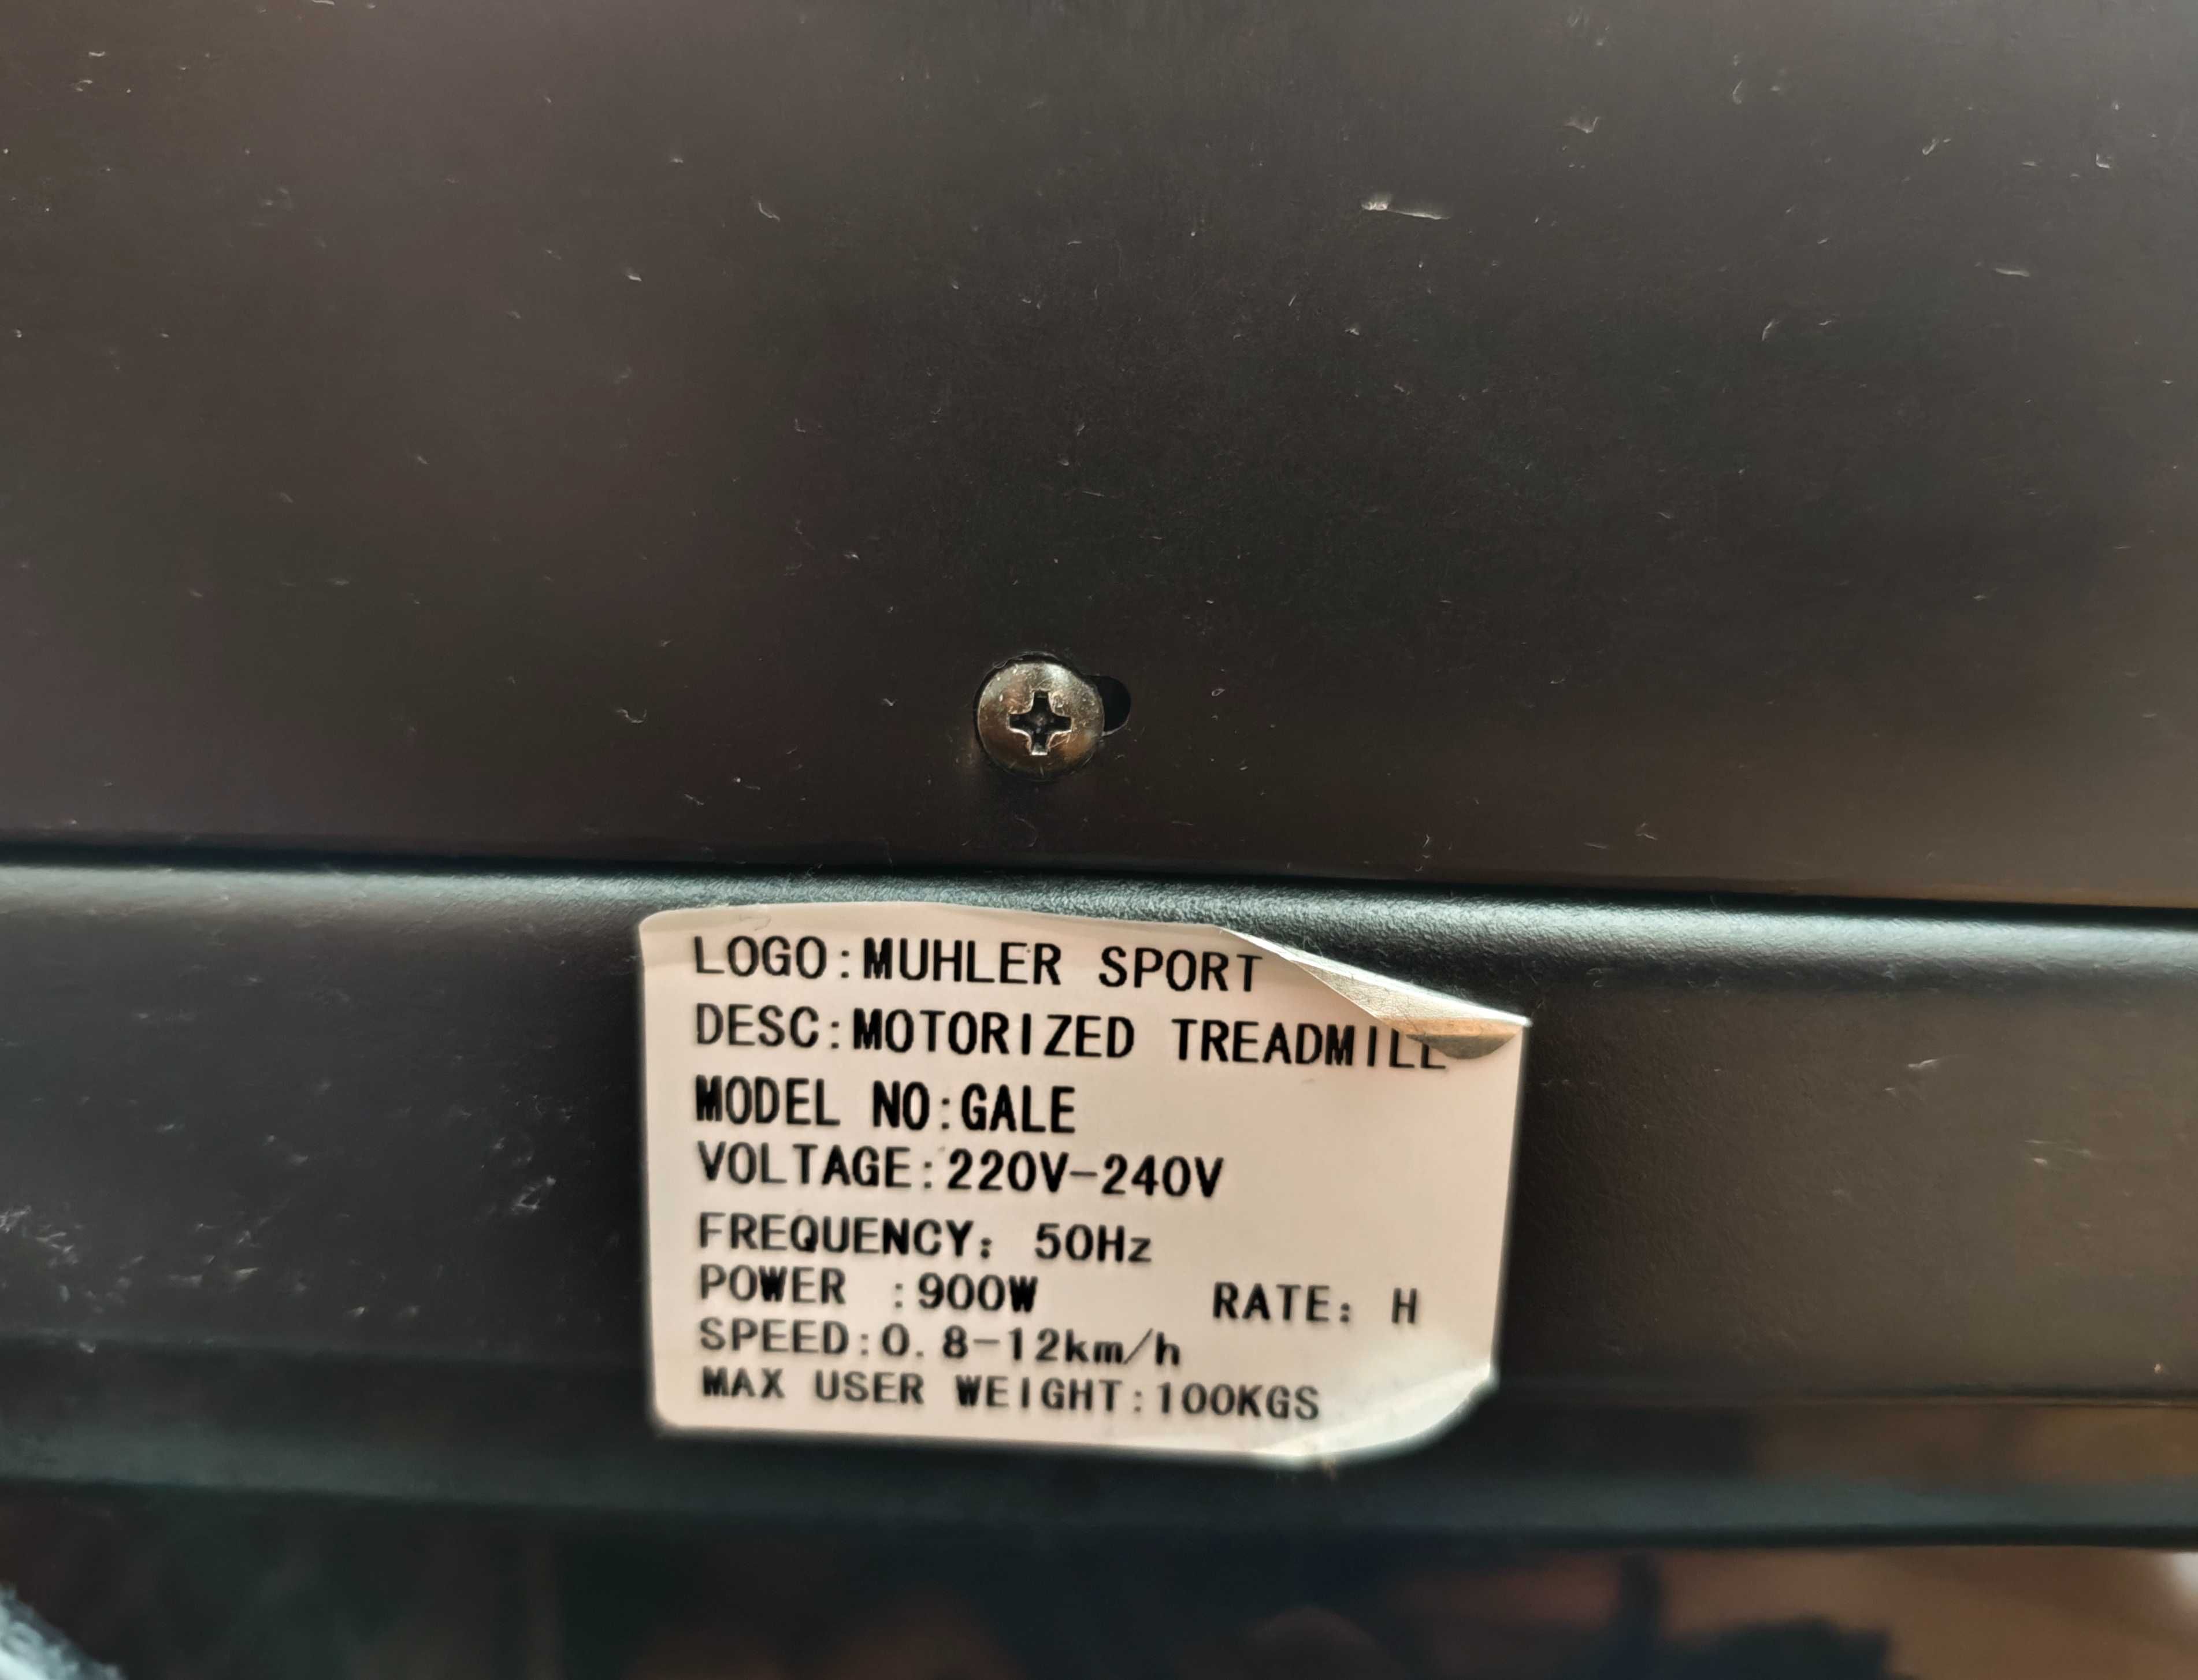 LOGO:MUHLER SPORT
DESC:MOTORIZED TREADMILL
MODEL NO:GALE
VOLTAGE:220V-240V
FREQUENCY: 50Hz
POWER :900W RATE: H
SPEED:0.8-12km/h
MAX USER WEIGHT:100KGS